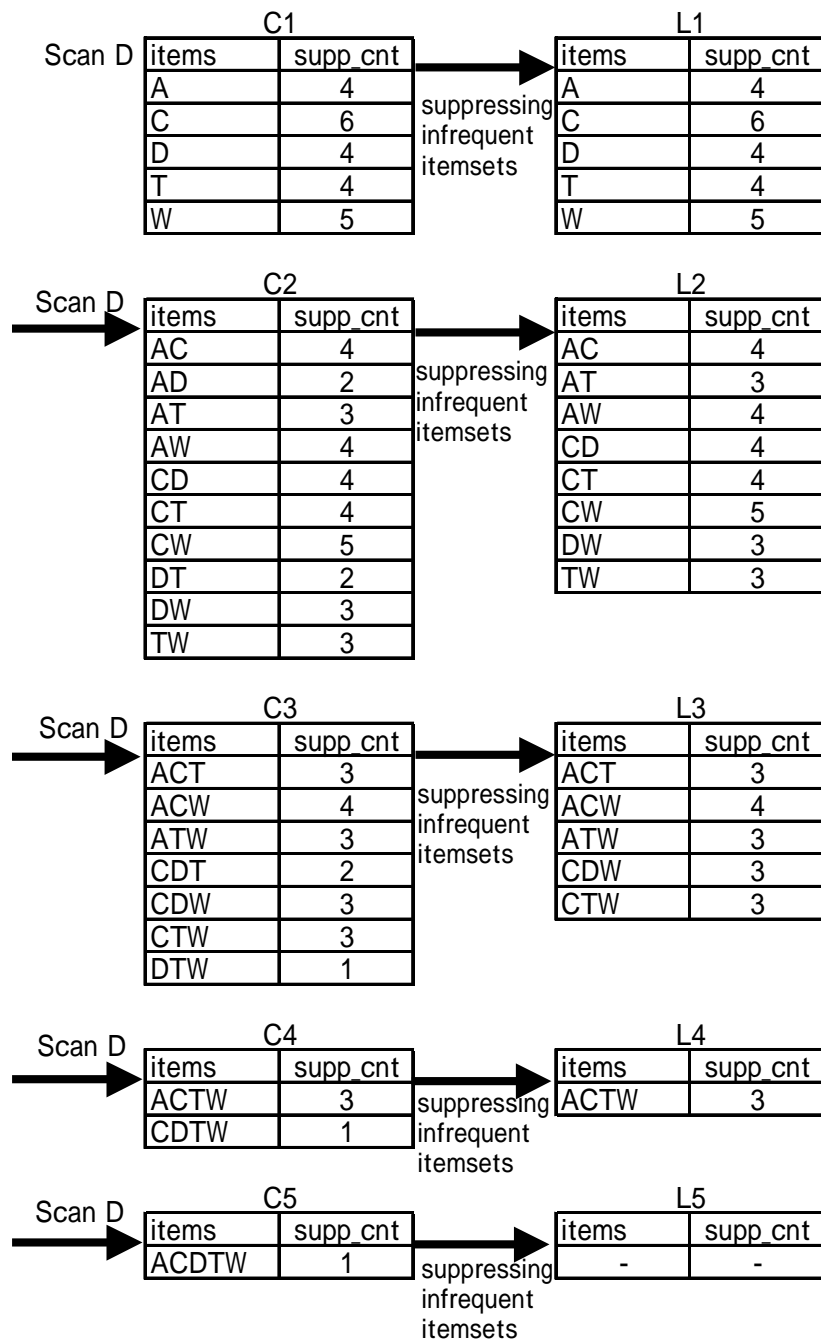 C1
L1
Scan D
items supp_cnt
items supp_cnt
A 4
A 4
C 6
C 6
D 4
D 4
T 4
T 4
W 5
W 5
suppressing
infrequent
itemsets
C2
L2
Scan D
items supp_cnt
AC 4
AD 2
AT 3
AW 4
CD 4
CT 4
CW 5
DT 2
DW 3
TW 3
suppressing
infrequent
itemsets
items supp_cnt
AC 4
AT 3
AW 4
CD 4
CT 4
CW 5
DW 3
TW 3
C3
L3
Scan D
items supp_cnt
ACT 3
ACW 4
ATW 3
CDT 2
CDW 3
CTW 3
DTW 1
suppressing
infrequent
itemsets
items supp_cnt
ACT 3
ACW 4
ATW 3
CDW 3
CTW 3
C4
L4
Scan D
items supp_cnt
ACTW 3
CDTW 1
suppressing
infrequent
itemsets
items supp_cnt
ACTW 3
C5
L5
Scan D
items supp_cnt
ACDTW 1
suppressing
infrequent
itemsets
items supp_cnt
- -